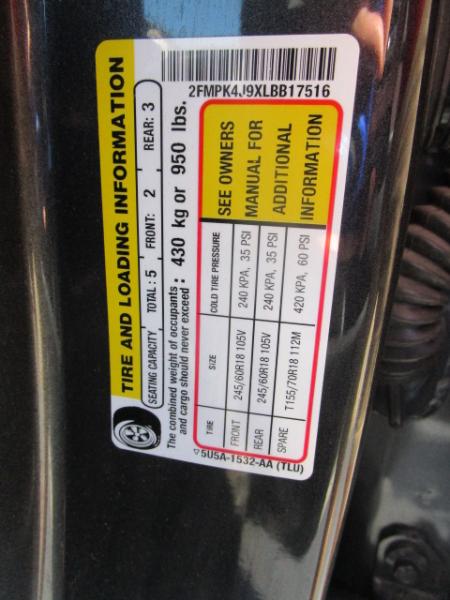 TIRE AND LOADING INFORMATION
SEATING CAPACITY TOTAL : 5 FRONT: 2 REAR: 3
The combined weight of occupants
and cargo should never exceed : 430 kg or 950 lbs.
2FMPK4J9XLBB17516
TIRE SIZE COLD TIRE PRESSURE SEE OWNERS
FRONT 245/60R18 105V 240 KPA, 35 PSI MANUAL FOR
REAR 245/60R18 105V 240 KPA, 35 PSI ADDITIONAL
SPARE T155/70R18 112M 420 KPA, 60 PSI INFORMATION
5U5A-1532-AA (TLU)